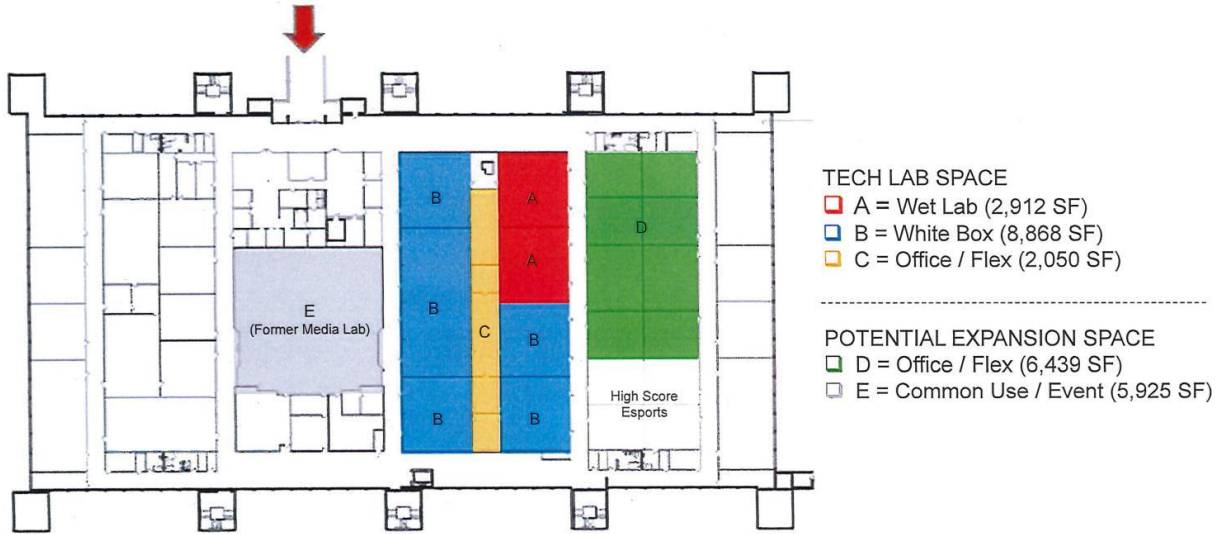 B
A
D
A
E
(Former Media Lab)
B
C
B
High Score
Esports
B
B
TECH LAB SPACE
A = Wet Lab (2,912 SF)
B = White Box (8,868 SF)
C = Office / Flex (2,050 SF)
POTENTIAL EXPANSION SPACE
D = Office / Flex (6,439 SF)
E = Common Use / Event (5,925 SF)